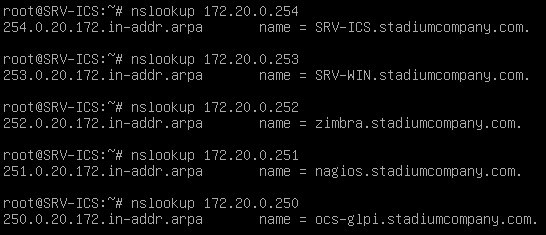 root@SRV-ICS:~# nslookup 172.20.0.254
254.0.20.172.in-addr.arpa name = SRV-ICS.stadiumcompany.com.
root@SRV-ICS:~# nslookup 172.20.0.253
253.0.20.172.in-addr.arpa name = SRV-WIN.stadiumcompany.com.
root@SRV-ICS:~# nslookup 172.20.0.252
252.0.20.172.in-addr.arpa name = zimbra.stadiumcompany.com.
root@SRV-ICS:~# nslookup 172.20.0.251
251.0.20.172.in-addr.arpa name = nagios.stadiumcompany.com.
root@SRV-ICS:~# nslookup 172.20.0.250
250.0.20.172.in-addr.arpa name = ocs-glpi.stadiumcompany.com.